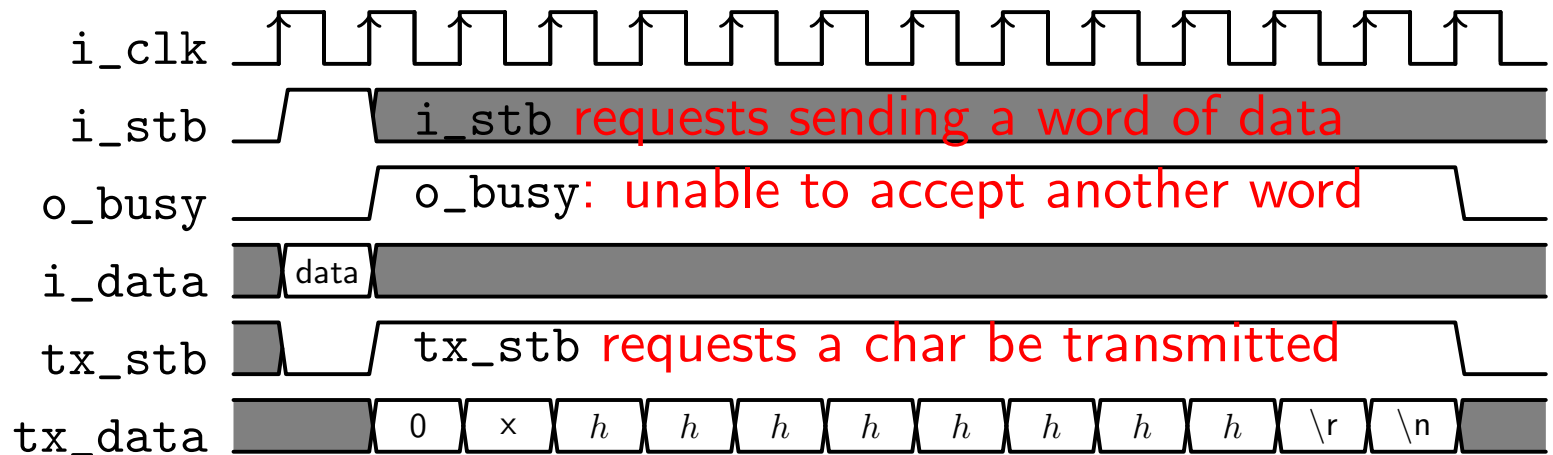 i_clk
i_stb i_stb requests sending a word of data
o_busy o_busy: unable to accept another word
i_data data
tx_stb tx_stb requests a char be transmitted
tx_data 0 x h h h h h h h h \r \n